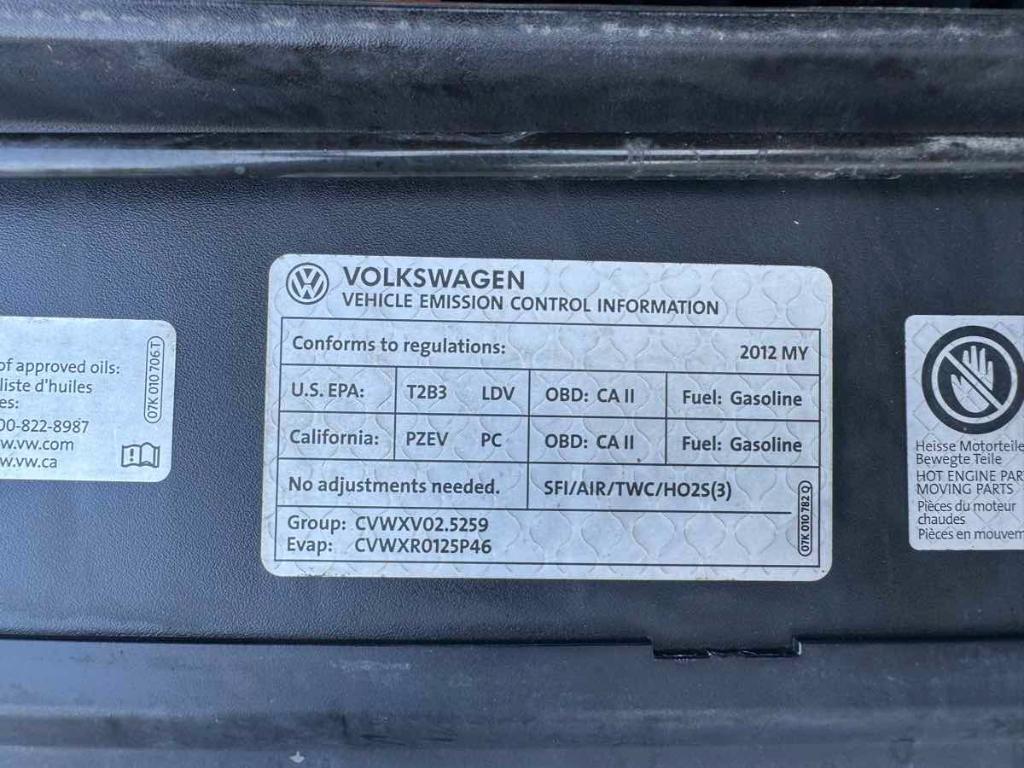 of approved oils:
liste d'huiles
es:
00-822-8987
w.vw.com
w.vw.ca
07K 010 706 T
VOLKSWAGEN
VEHICLE EMISSION CONTROL INFORMATION
Conforms to regulations: 2012 MY
U.S. EPA: T2B3 LDV OBD: CA II Fuel: Gasoline
California: PZEV PC OBD: CA II Fuel: Gasoline
No adjustments needed. SFI/AIR/TWC/HO2S(3)
Group: CVWXV02.5259
Evap: CVWXR0125P46
07K 010 782 Q
Heisse Motorteile
Bewegte Teile
HOT ENGINE PAR
MOVING PARTS
Pièces du moteur
chaudes
Pièces en mouvem